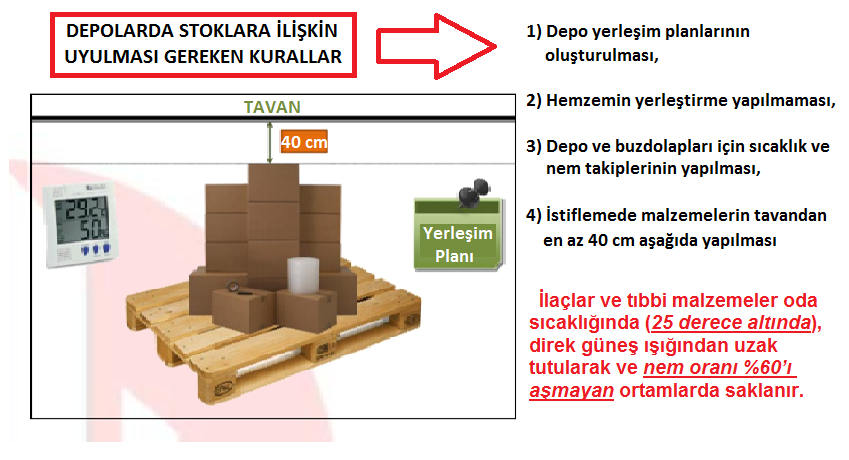 DEPOLARDA STOKLARA İLİŞKİN
UYULMASI GEREKEN KURALLAR
TAVAN
40 cm
29.2
50
Yerleşim
Planı
1) Depo yerleşim planlarının
oluşturulması,
2) Hemzemin yerleştirme yapılmaması,
3) Depo ve buzdolapları için sıcaklık ve
nem takiplerinin yapılması,
4) İstiflemede malzemelerin tavandan
en az 40 cm aşağıda yapılması
İlaçlar ve tıbbi malzemeler oda
sıcaklığında (25 derece altında),
direk güneş ışığından uzak
tutularak ve nem oranı %60’ı
aşmayan ortamlarda saklanır.